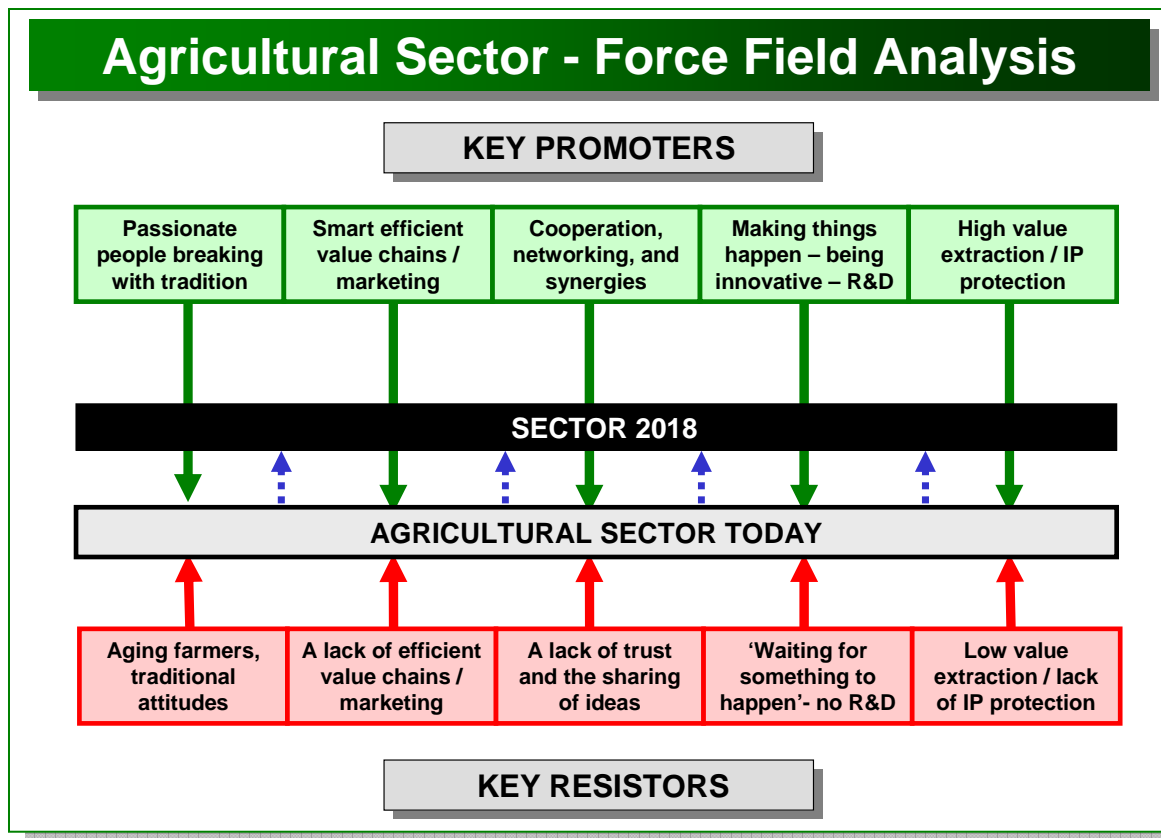 Agricultural Sector - Force Field Analysis
KEY PROMOTERS
Passionate
people breaking
with tradition
Smart efficient
value chains /
marketing
Cooperation,
networking, and
synergies
Making things
happen – being
innovative – R&D
High value
extraction / IP
protection
SECTOR 2018
AGRICULTURAL SECTOR TODAY
Aging farmers,
traditional
attitudes
A lack of efficient
value chains /
marketing
A lack of trust
and the sharing
of ideas
‘Waiting for
something to
happen’- no R&D
Low value
extraction / lack
of IP protection
KEY RESISTORS